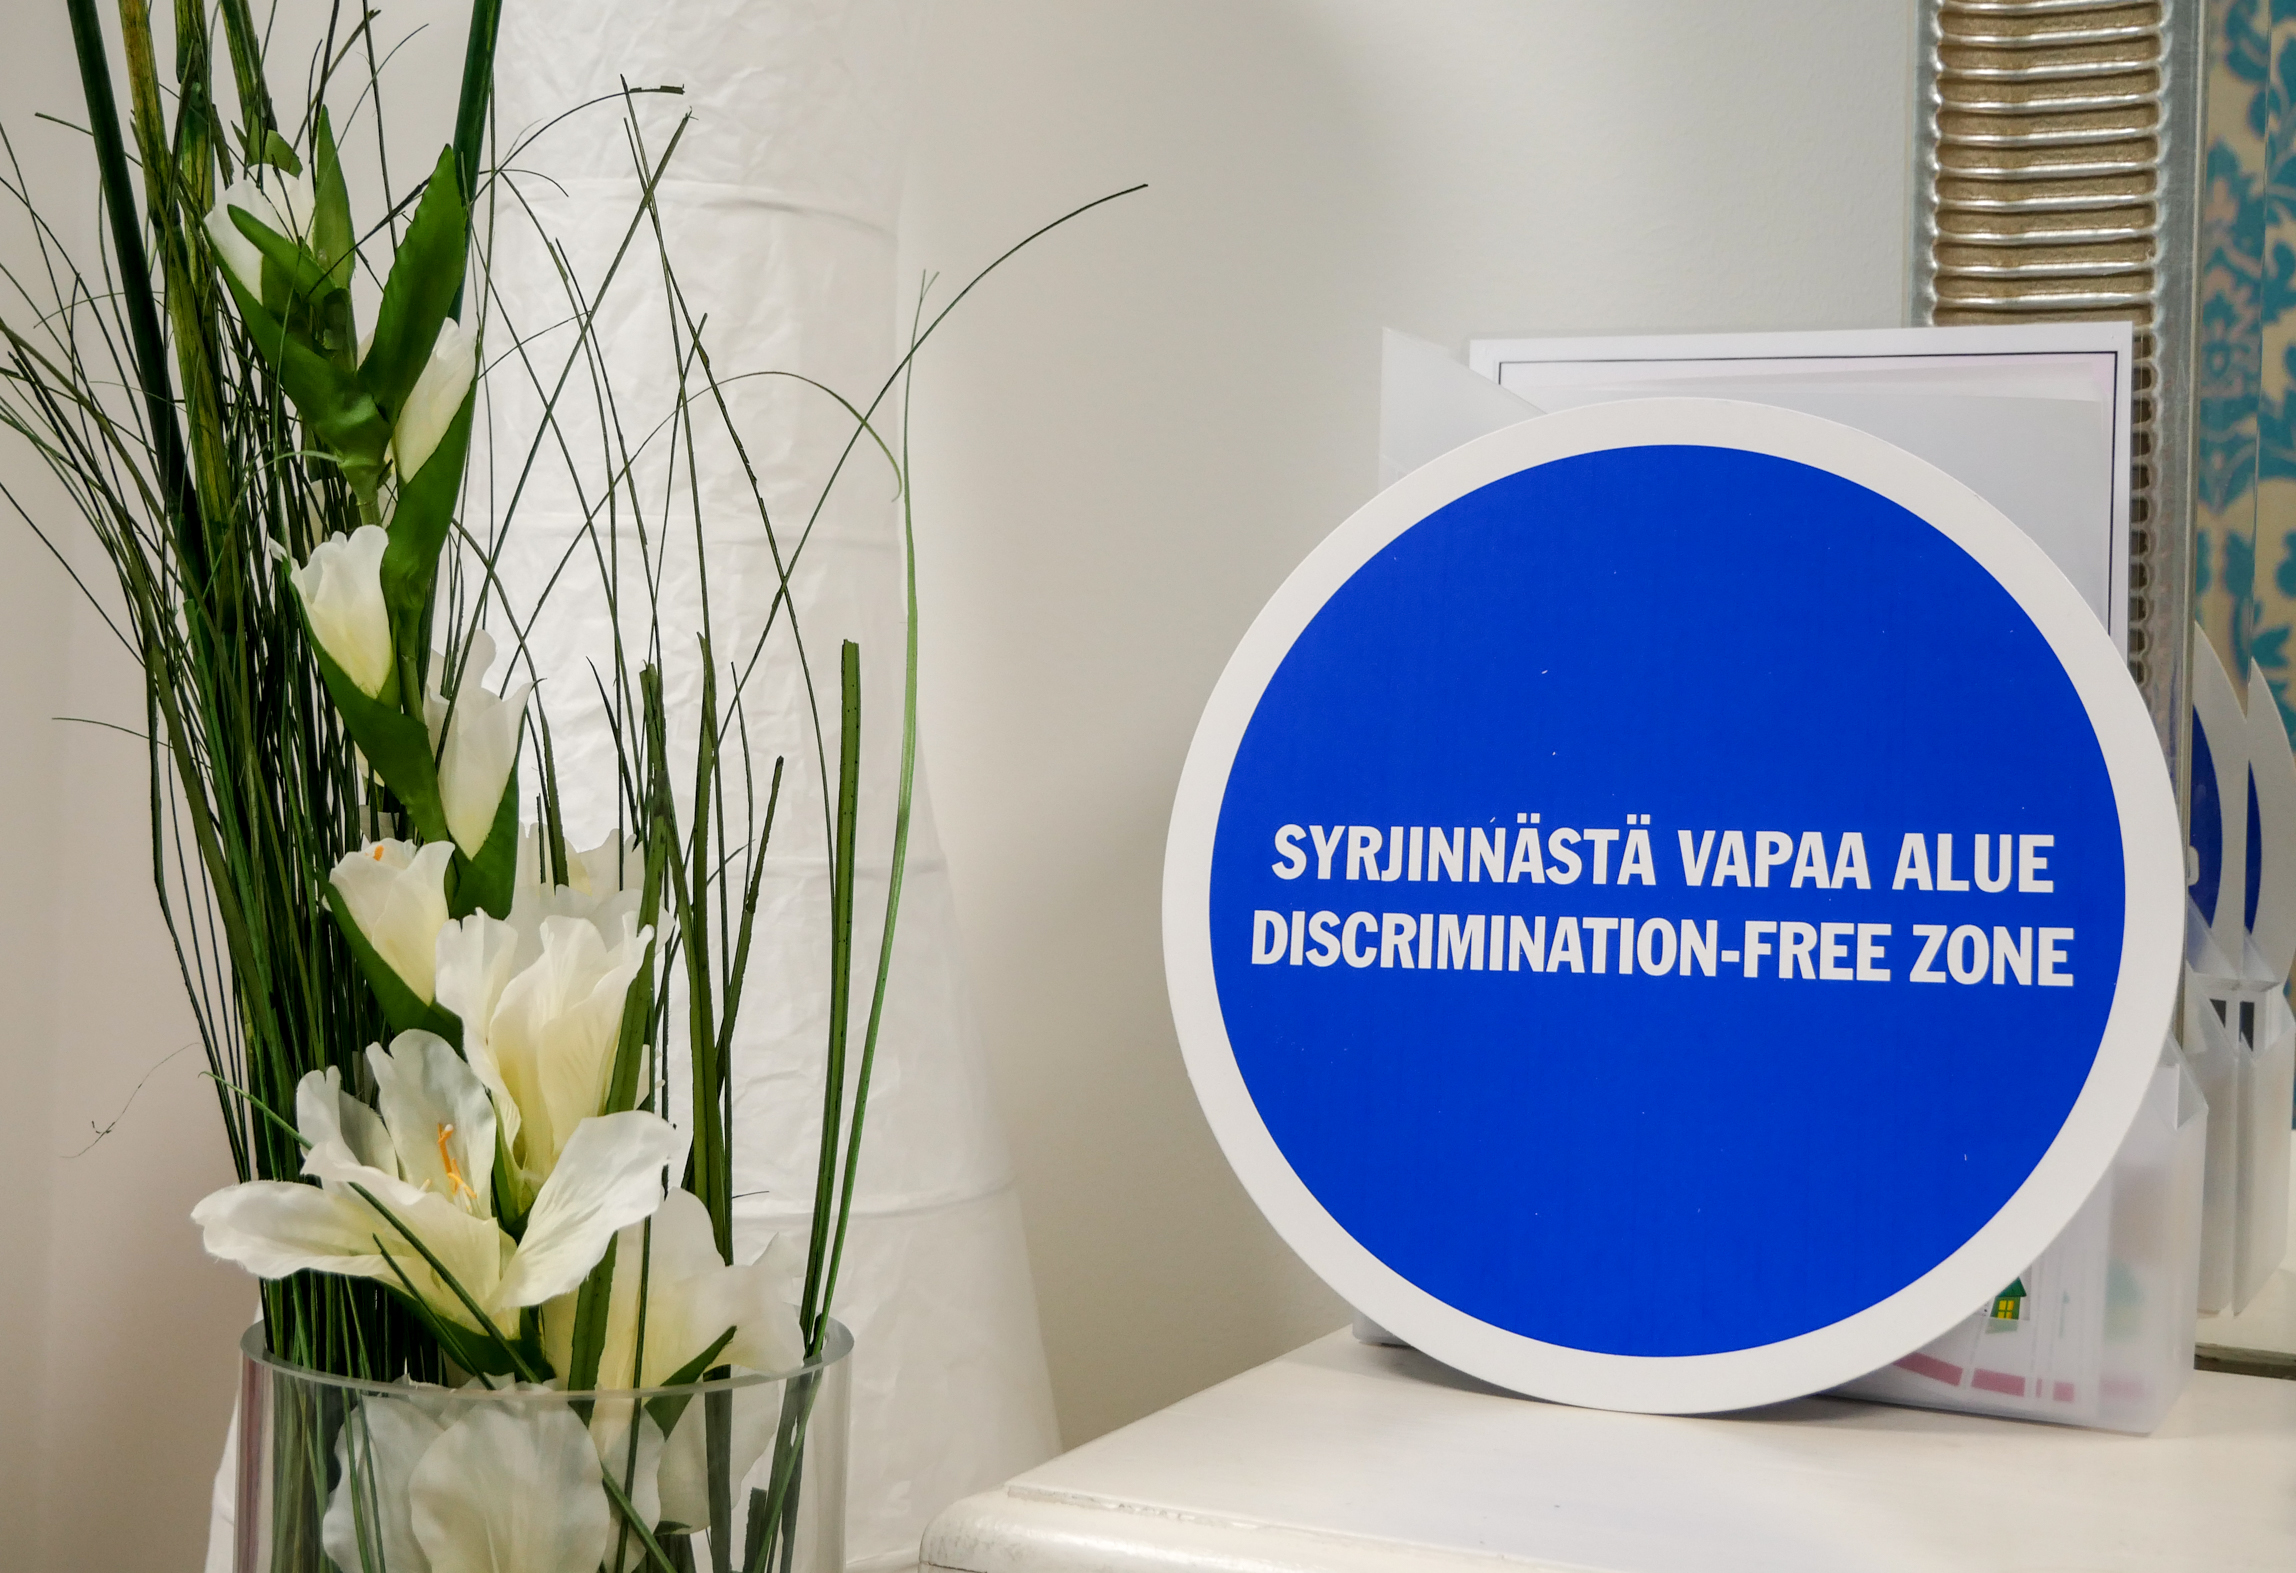 SYRJINNÄSTÄ VAPAA ALUE
DISCRIMINATION-FREE ZONE